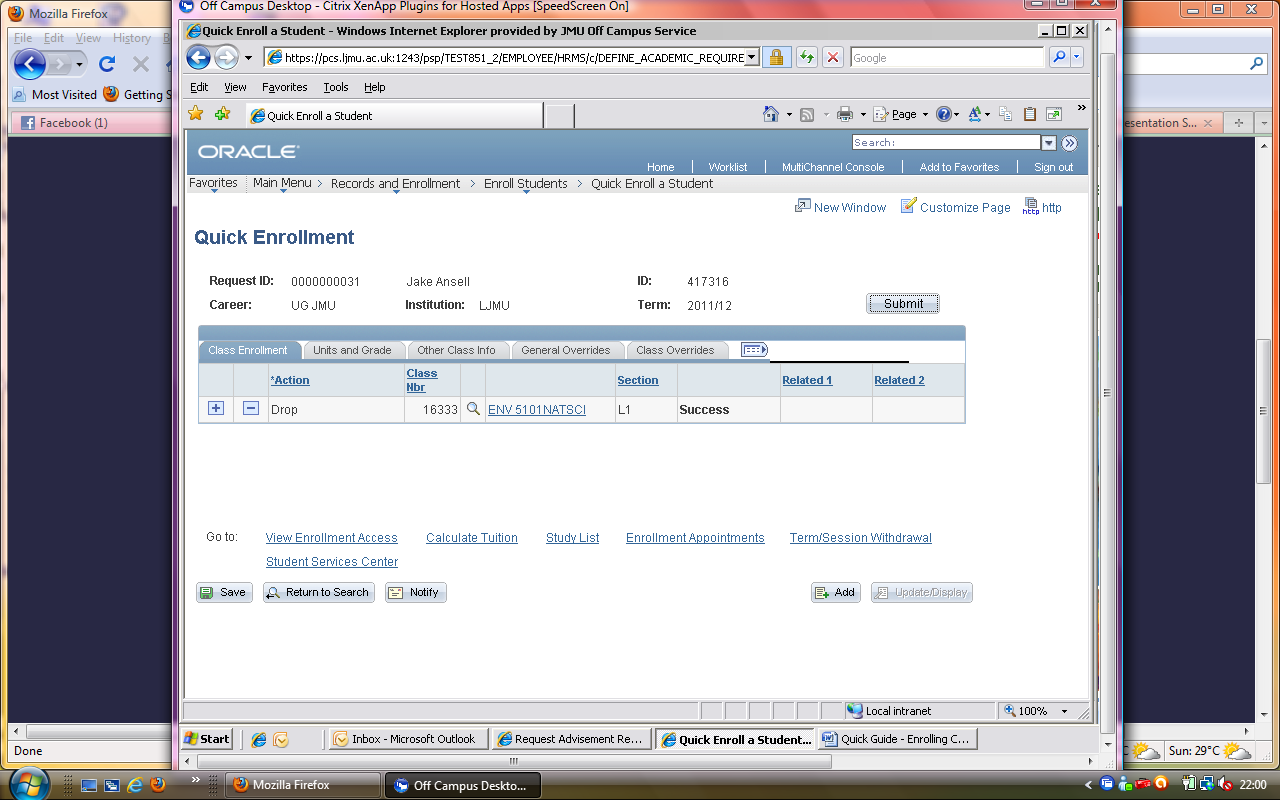 Mozilla Firefox
Off Campus Desktop - Citrix XenApp Plugins for Hosted Apps [SpeedScreen On]
File Edit View History
Quick Enroll a Student - Windows Internet Explorer provided by JMU Off Campus Service
https://pcs.ljmu.ac.uk:1243/psp/TEST851_2/EMPLOYEE/HRMS/c/DEFINE_ACADEMIC_REQUIRE
Google
Edit View Favorites Tools Help
Most Visited Getting S
Quick Enroll a Student
Page
Facebook (1)
esentation S...
ORACLE
Search:
Home Worklist MultiChannel Console Add to Favorites Sign out
Favorites Main Menu > Records and Enrollment > Enroll Students > Quick Enroll a Student
New Window Customize Page http
Quick Enrollment
Request ID: 0000000031 Jake Ansell ID: 417316
Career: UG JMU Institution: LJMU Term: 2011/12 Submit
Class Enrollment Units and Grade Other Class Info General Overrides Class Overrides
*Action Class Nbr Section Related 1 Related 2
+ - Drop 16333 ENV 5101NATSCI L1 Success
Go to: View Enrollment Access Calculate Tuition Study List Enrollment Appointments Term/Session Withdrawal
Student Services Center
Save Return to Search Notify Add Update/Display
Local intranet 100%
Start Inbox - Microsoft Outlook Request Advisement Re... Quick Enroll a Student... Quick Guide - Enrolling C...
Done
C Sun: 29°C
Mozilla Firefox Off Campus Deskto... 22:00